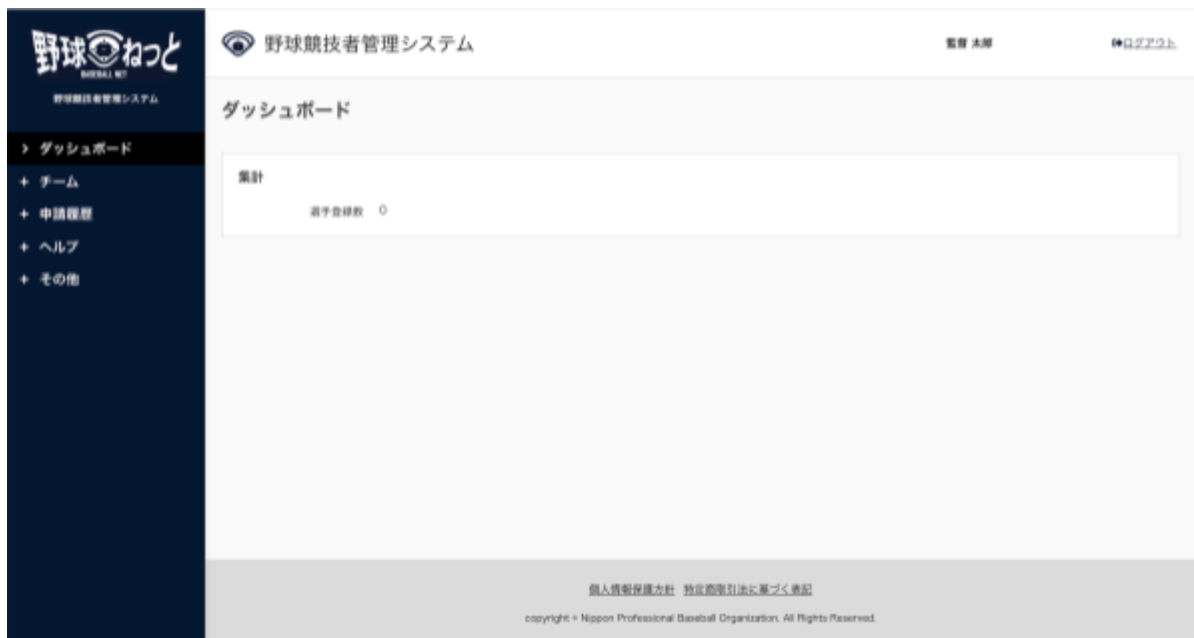 野球ねっと
BASEBALL NET
野球競技者管理システム
野球競技者管理システム
監督 太郎
ログアウト
ダッシュボード
ダッシュボード
チーム
申請履歴
ヘルプ
その他
集計
選手登録数 0
個人情報保護方針 特定商取引法に基づく表記
copyright © Nippon Professional Baseball Organization. All Rights Reserved.